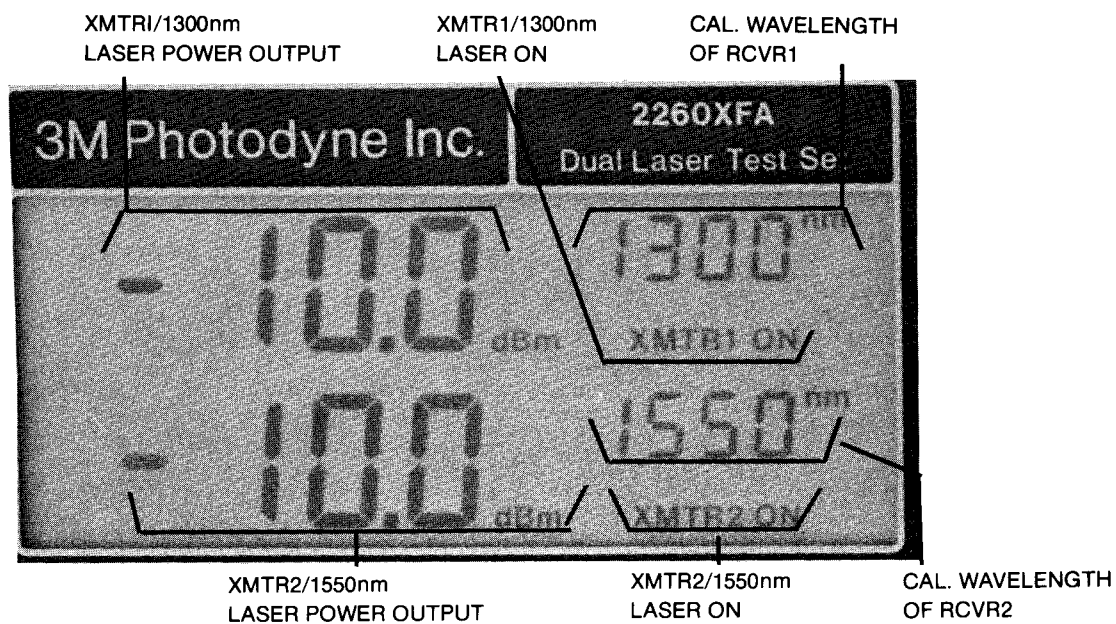 XMTRI/1300nm
LASER POWER OUTPUT
XMTR1/1300nm
LASER ON
CAL. WAVELENGTH
OF RCVR1
3M Photodyne Inc.
2260XFA
Dual Laser Test Se
-10.0 dBm
1300 nm
XMTR1 ON
-10.0 dBm
1550 nm
XMTR2 ON
XMTR2/1550nm
LASER POWER OUTPUT
XMTR2/1550nm
LASER ON
CAL. WAVELENGTH
OF RCVR2